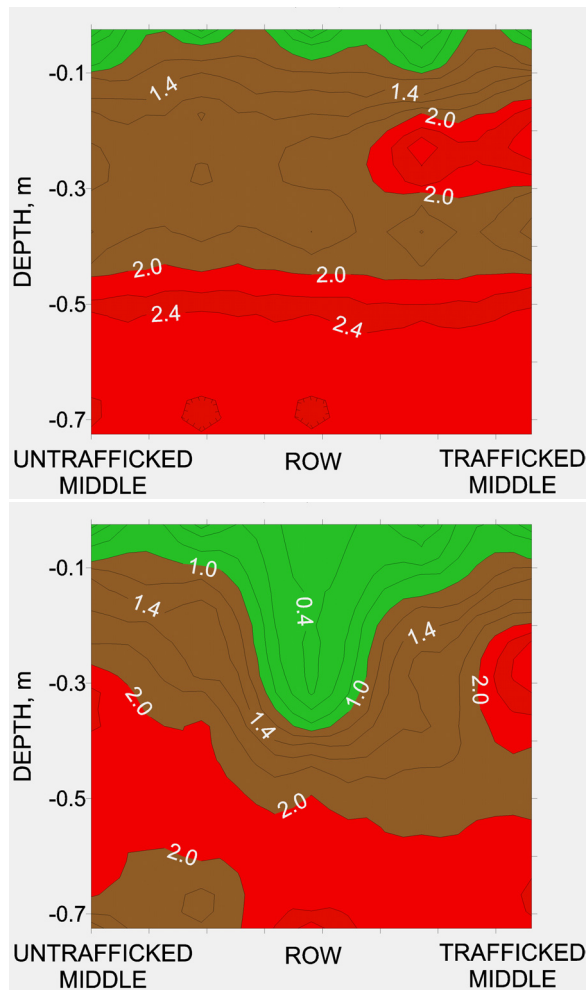 -0.1
1.4
1.4
2.0
-0.3
2.0
DEPTH, m
2.0
2.0
-0.5
2.4
2.4
-0.7
UNTRAFFICKED
MIDDLE
ROW
TRAFFICKED
MIDDLE
-0.1
1.0
0.4
1.4
1.4
-0.3
2.0
1.0
2.0
1.4
DEPTH, m
-0.5
2.0
2.0
-0.7
UNTRAFFICKED
MIDDLE
ROW
TRAFFICKED
MIDDLE